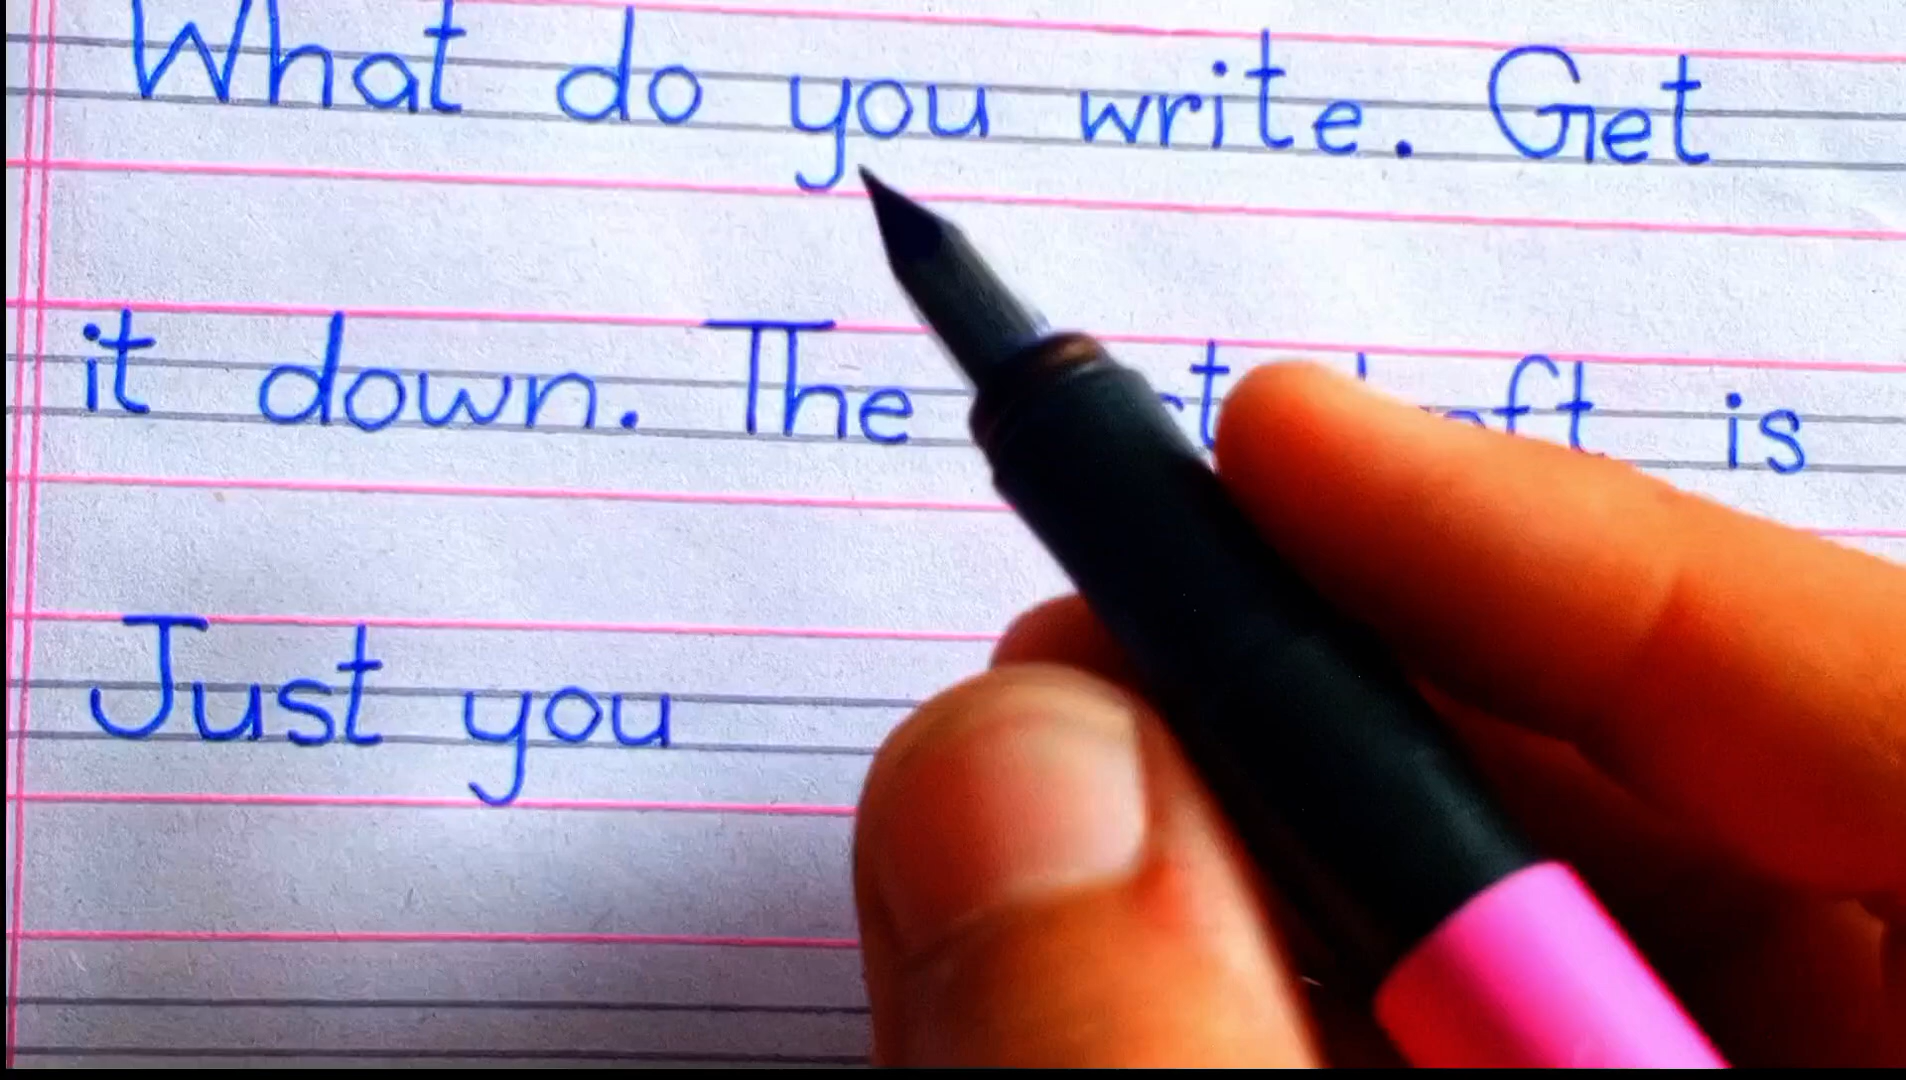 What do you write. Get
it down. The is
Just you